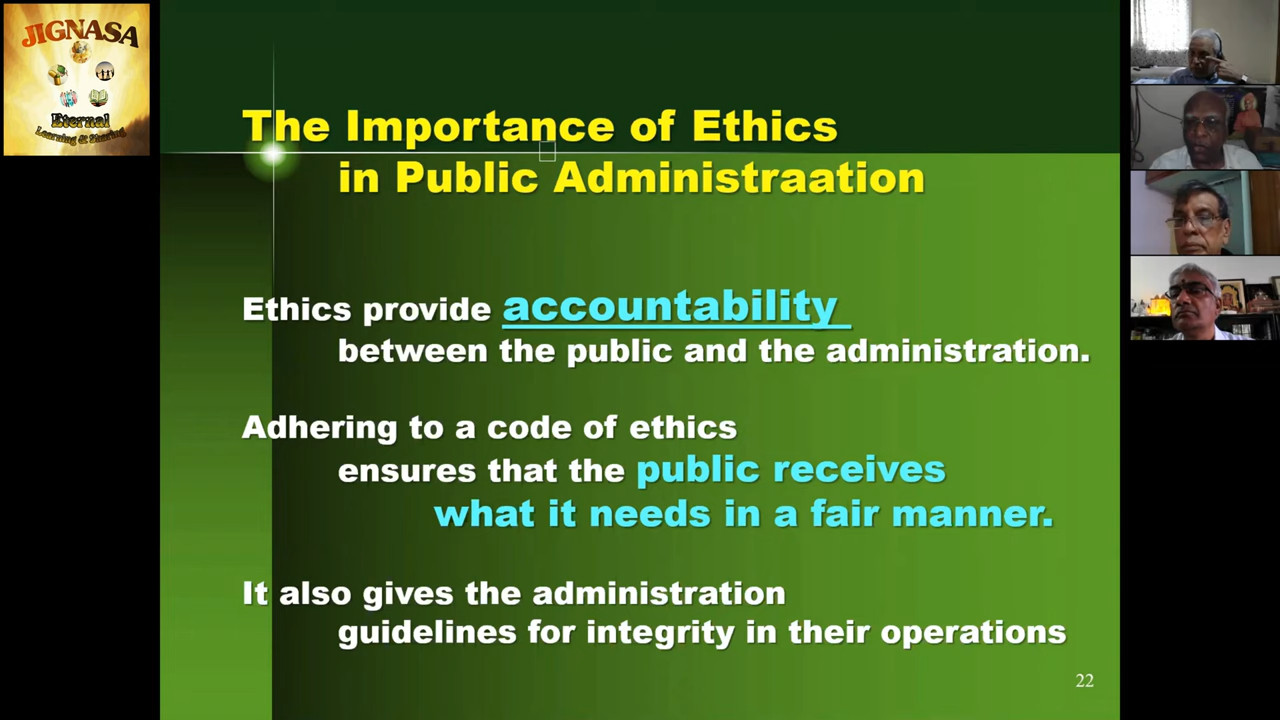 JIGNASA
Eternal
Learning & Sharing
The Importance of Ethics
in Public Administraation
Ethics provide accountability
between the public and the administration.
Adhering to a code of ethics
ensures that the public receives
what it needs in a fair manner.
It also gives the administration
guidelines for integrity in their operations
22